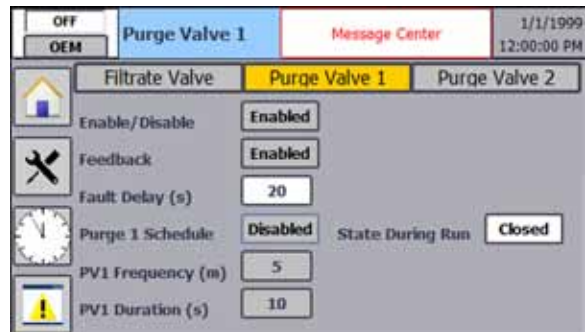 OFF
OEM
Purge Valve 1
Message Center
1/1/1999
12:00:00 PM
Filtrate Valve Purge Valve 1 Purge Valve 2
Enable/Disable Enabled
Feedback Enabled
Fault Delay (s) 20
Purge 1 Schedule Disabled State During Run Closed
PV1 Frequency (m) 5
PV1 Duration (s) 10